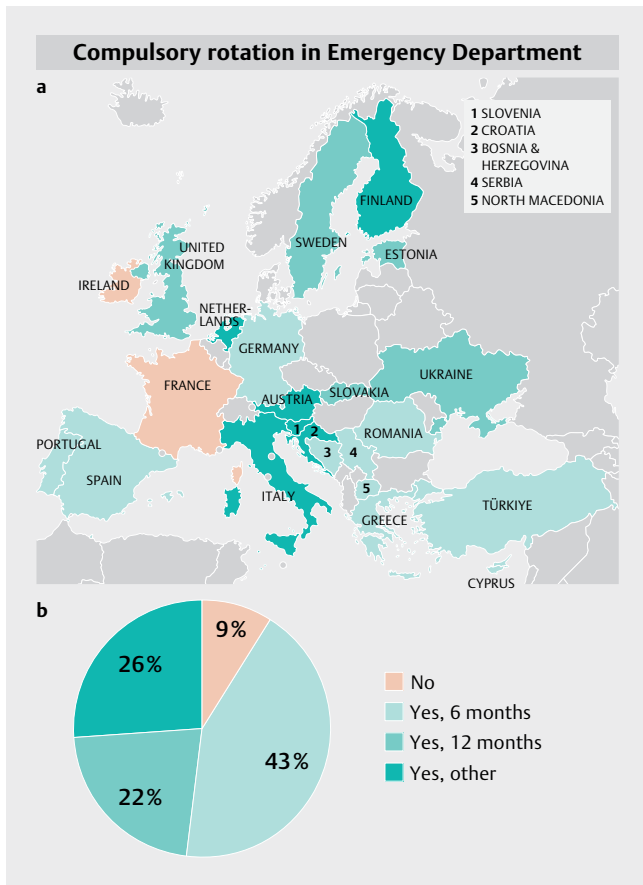 Compulsory rotation in Emergency Department
a
1 SLOVENIA
2 CROATIA
3 BOSNIA &
HERZEGOVINA
4 SERBIA
5 NORTH MACEDONIA
FINLAND
SWEDEN
ESTONIA
UNITED
KINGDOM
IRELAND
NETHER-
LANDS
GERMANY
FRANCE
UKRAINE
SLOVAKIA
AUSTRIA
1
2
ROMANIA
PORTUGAL
3
4
SPAIN
5
ITALY
TÜRKIYE
GREECE
CYPRUS
b
9%
26%
43%
22%
No
Yes, 6 months
Yes, 12 months
Yes, other